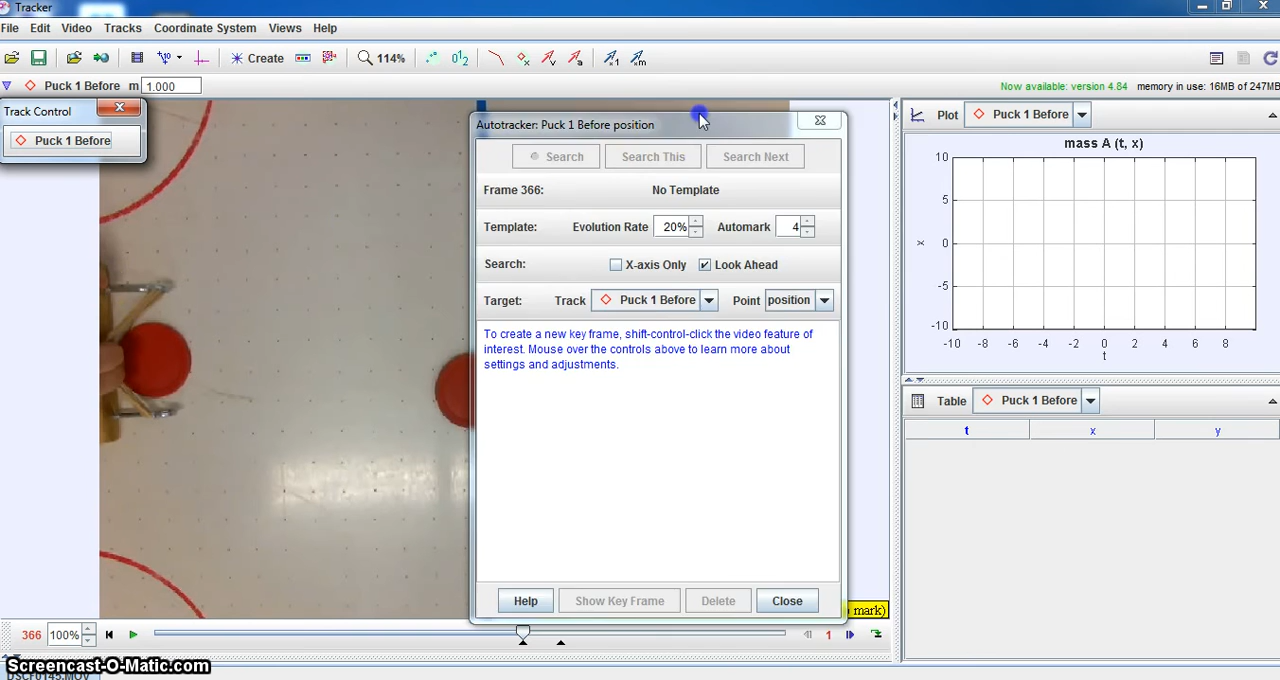 Tracker
File Edit Video Tracks Coordinate System Views Help
Create 114%
Puck 1 Before m 1.000 Now available: version 4.84 memory in use: 16MB of 247MB
Track Control
Puck 1 Before
Autotracker: Puck 1 Before position
Search Search This Search Next
Frame 366: No Template
Template: Evolution Rate 20% Automark 4
Search: X-axis Only Look Ahead
Target: Track Puck 1 Before Point position
To create a new key frame, shift-control-click the video feature of
interest. Mouse over the controls above to learn more about
settings and adjustments.
Help Show Key Frame Delete Close
mark)
Plot Puck 1 Before
mass A (t, x)
10
5
x 0
-5
-10
-10 -8 -6 -4 -2 0 2 4 6 8
t
Table Puck 1 Before
t x y
366 100% 1
Screencast-O-Matic.com
DSCF0145.MOV